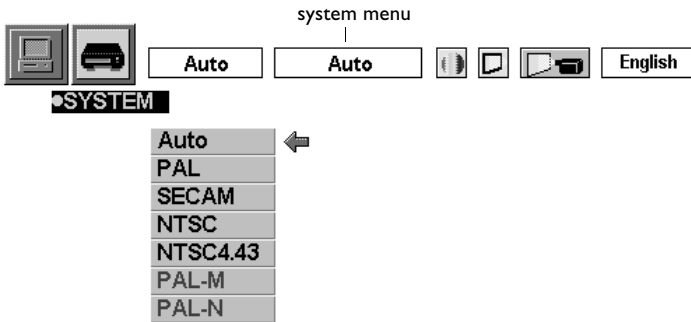 system menu
Auto Auto English
●SYSTEM
Auto
PAL
SECAM
NTSC
NTSC4.43
PAL-M
PAL-N